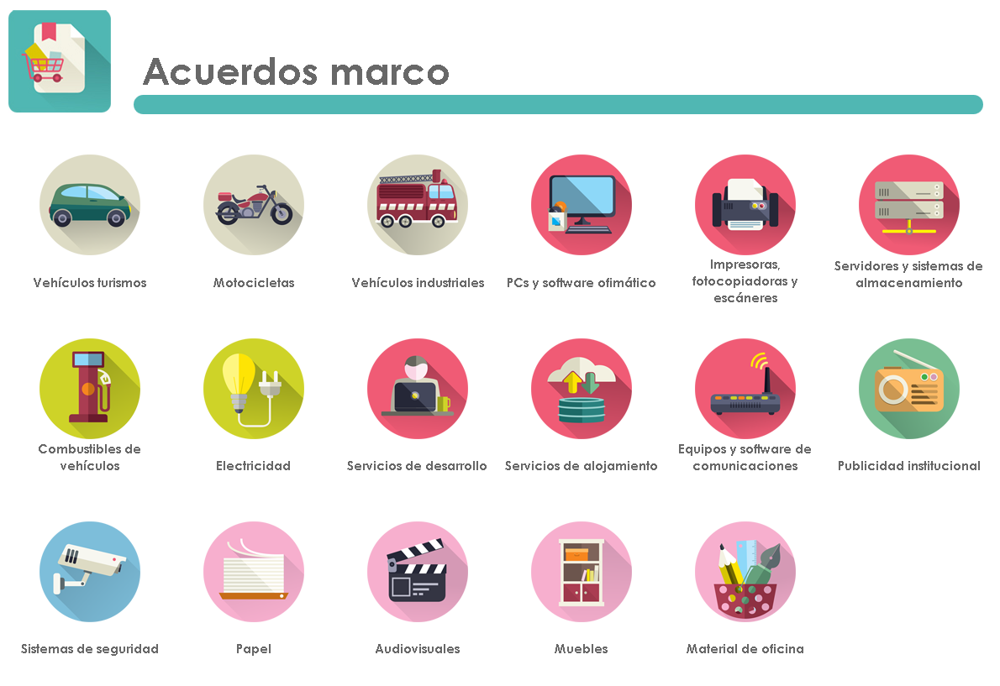 Acuerdos marco
Vehículos turismos
Motocicletas
Vehículos industriales
PCs y software ofimático
Impresoras,
fotocopiadoras y
escáneres
Servidores y sistemas de
almacenamiento
Combustibles de
vehículos
Electricidad
Servicios de desarrollo
Servicios de alojamiento
Equipos y software de
comunicaciones
Publicidad institucional
Sistemas de seguridad
Papel
Audiovisuales
Muebles
Material de oficina